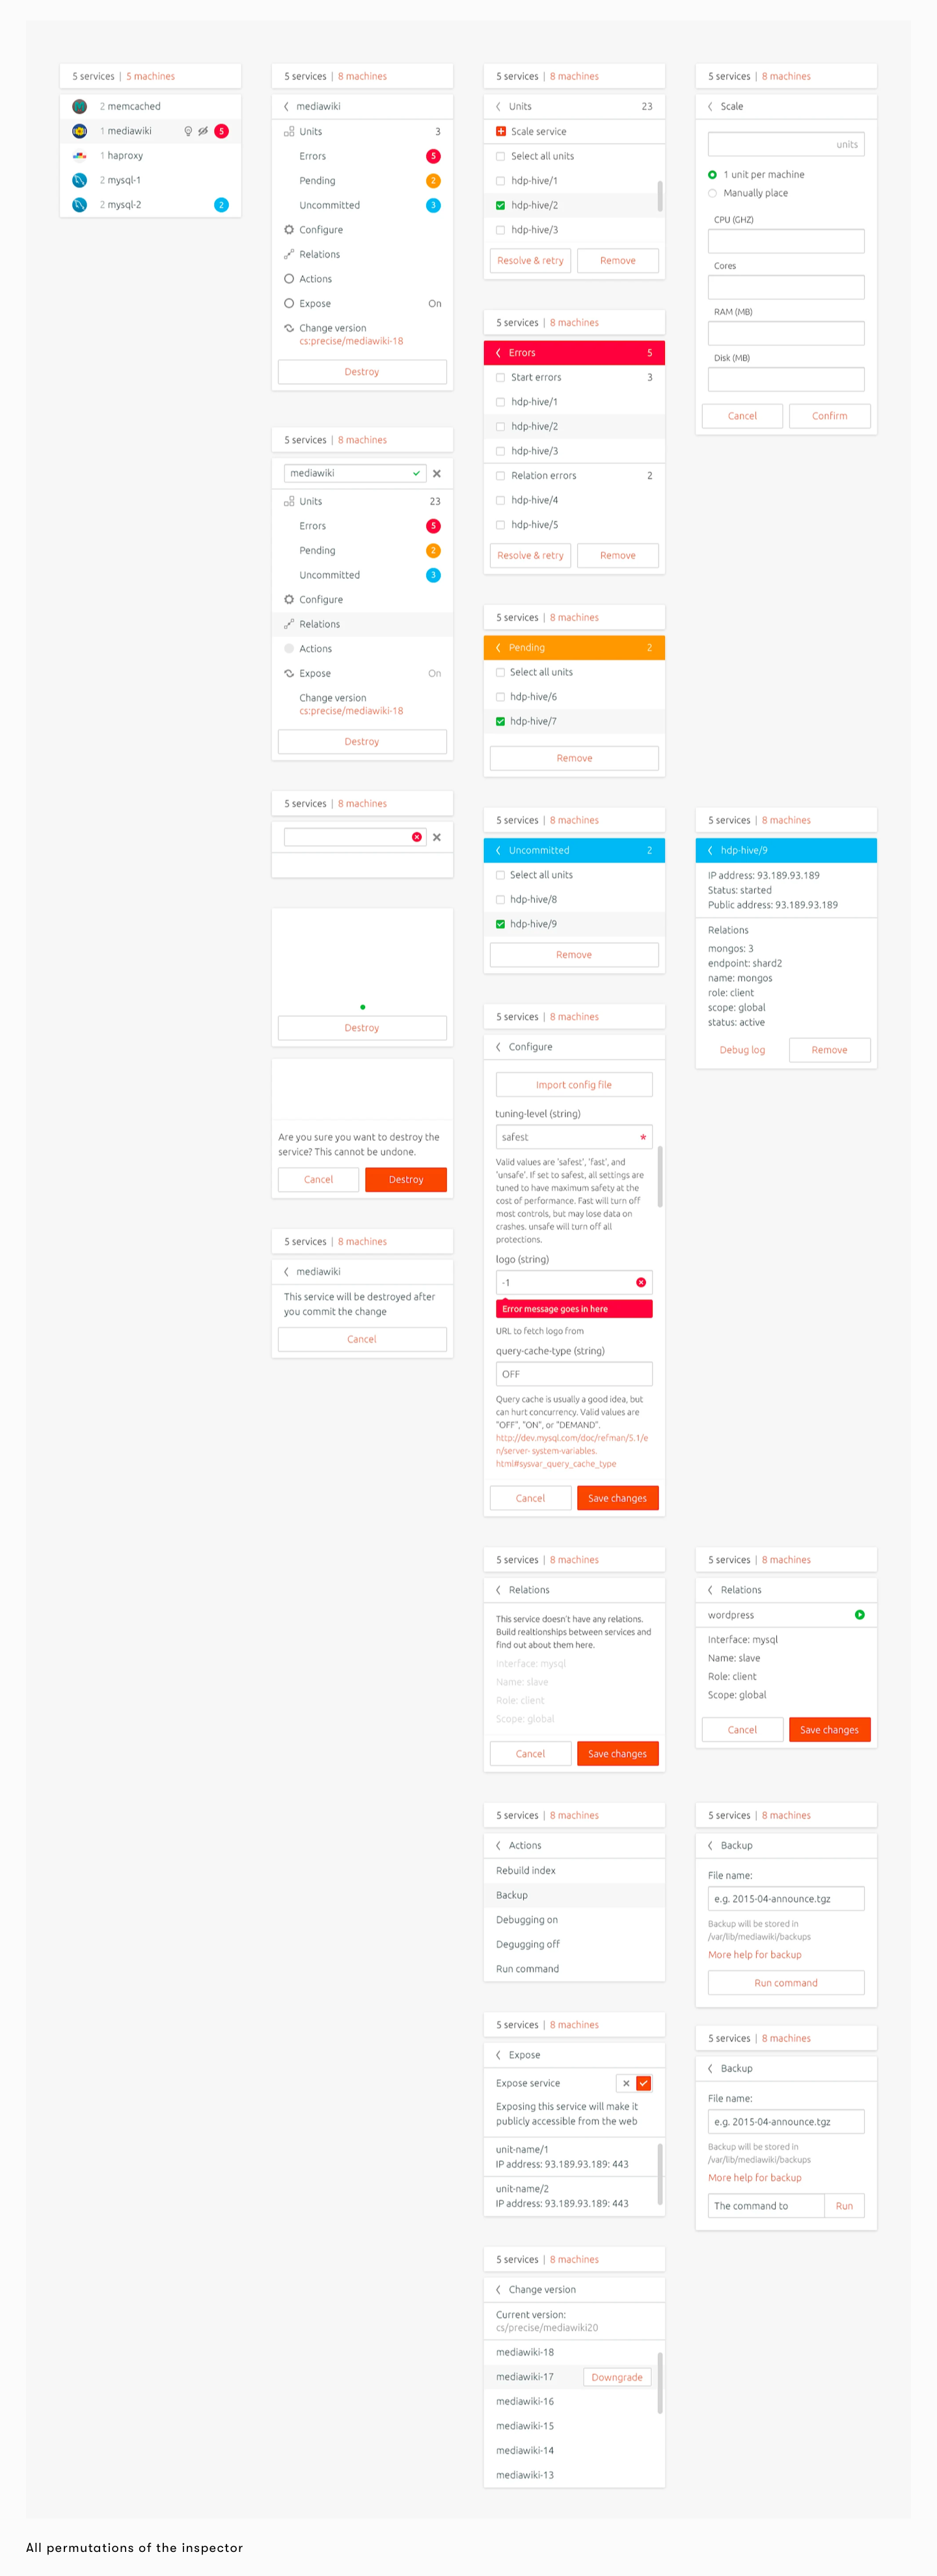 5 services | 5 machines
2 memcached
1 mediawiki 5
1 haproxy
2 mysql-1
2 mysql-2 2
5 services | 8 machines
mediawiki
Units 3
Errors 5
Pending 2
Uncommitted 3
Configure
Relations
Actions
Expose On
Change version
cs:precise/mediawiki-18
Destroy
5 services | 8 machines
mediawiki
Units 23
Errors 5
Pending 2
Uncommitted 3
Configure
Relations
Actions
Expose On
Change version
cs:precise/mediawiki-18
Destroy
5 services | 8 machines
Destroy
Are you sure you want to destroy the
service? This cannot be undone.
Cancel Destroy
5 services | 8 machines
mediawiki
This service will be destroyed after
you commit the change
Cancel
5 services | 8 machines
Units 23
Scale service
Select all units
hdp-hive/1
hdp-hive/2
hdp-hive/3
Resolve & retry Remove
5 services | 8 machines
Errors 5
Start errors 3
hdp-hive/1
hdp-hive/2
hdp-hive/3
Relation errors 2
hdp-hive/4
hdp-hive/5
Resolve & retry Remove
5 services | 8 machines
Pending 2
Select all units
hdp-hive/6
hdp-hive/7
Remove
5 services | 8 machines
Uncommitted 2
Select all units
hdp-hive/8
hdp-hive/9
Remove
5 services | 8 machines
Configure
Import config file
tuning-level (string)
safest *
Valid values are 'safest', 'fast', and
'unsafe'. If set to safest, all settings are
tuned to have maximum safety at the
cost of performance. Fast will turn off
most controls, but may lose data on
crashes. unsafe will turn off all
protections.
logo (string)
-1
Error message goes in here
URL to fetch logo from
query-cache-type (string)
OFF
Query cache is usually a good idea, but
can hurt concurrency. Valid values are
"OFF", "ON", or "DEMAND".
http://dev.mysql.com/doc/refman/5.1/e
n/server- system-variables.
html#sysvar_query_cache_type
Cancel Save changes
5 services | 8 machines
Relations
This service doesn't have any relations.
Build realtionships between services and
find out about them here.
Interface: mysql
Name: slave
Role: client
Scope: global
Cancel Save changes
5 services | 8 machines
Actions
Rebuild index
Backup
Debugging on
Degugging off
Run command
5 services | 8 machines
Expose
Expose service
Exposing this service will make it
publicly accessible from the web
unit-name/1
IP address: 93.189.93.189: 443
unit-name/2
IP address: 93.189.93.189: 443
5 services | 8 machines
Change version
Current version:
cs/precise/mediawiki20
mediawiki-18
mediawiki-17 Downgrade
mediawiki-16
mediawiki-15
mediawiki-14
mediawiki-13
5 services | 8 machines
Scale
units
1 unit per machine
Manually place
CPU (GHZ)
Cores
RAM (MB)
Disk (MB)
Cancel Confirm
5 services | 8 machines
hdp-hive/9
IP address: 93.189.93.189
Status: started
Public address: 93.189.93.189
Relations
mongos: 3
endpoint: shard2
name: mongos
role: client
scope: global
status: active
Debug log Remove
5 services | 8 machines
Relations
wordpress
Interface: mysql
Name: slave
Role: client
Scope: global
Cancel Save changes
5 services | 8 machines
Backup
File name:
e.g. 2015-04-announce.tgz
Backup will be stored in
/var/lib/mediawiki/backups
More help for backup
Run command
5 services | 8 machines
Backup
File name:
e.g. 2015-04-announce.tgz
Backup will be stored in
/var/lib/mediawiki/backups
More help for backup
The command to Run
All permutations of the inspector